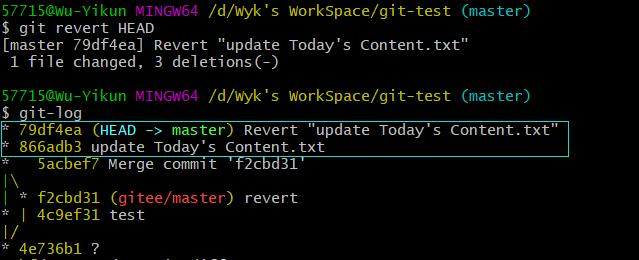 57715@Wu-Yikun MINGW64 /d/Wyk's WorkSpace/git-test (master)
$ git revert HEAD
[master 79df4ea] Revert "update Today's Content.txt"
 1 file changed, 3 deletions(-)
57715@Wu-Yikun MINGW64 /d/Wyk's WorkSpace/git-test (master)
$ git-log
* 79df4ea (HEAD -> master) Revert "update Today's Content.txt"
* 866adb3 update Today's Content.txt
*   5acbef7 Merge commit 'f2cbd31'
|\
| * f2cbd31 (gitee/master) revert
* | 4c9ef31 test
|/
* 4e736b1 ?